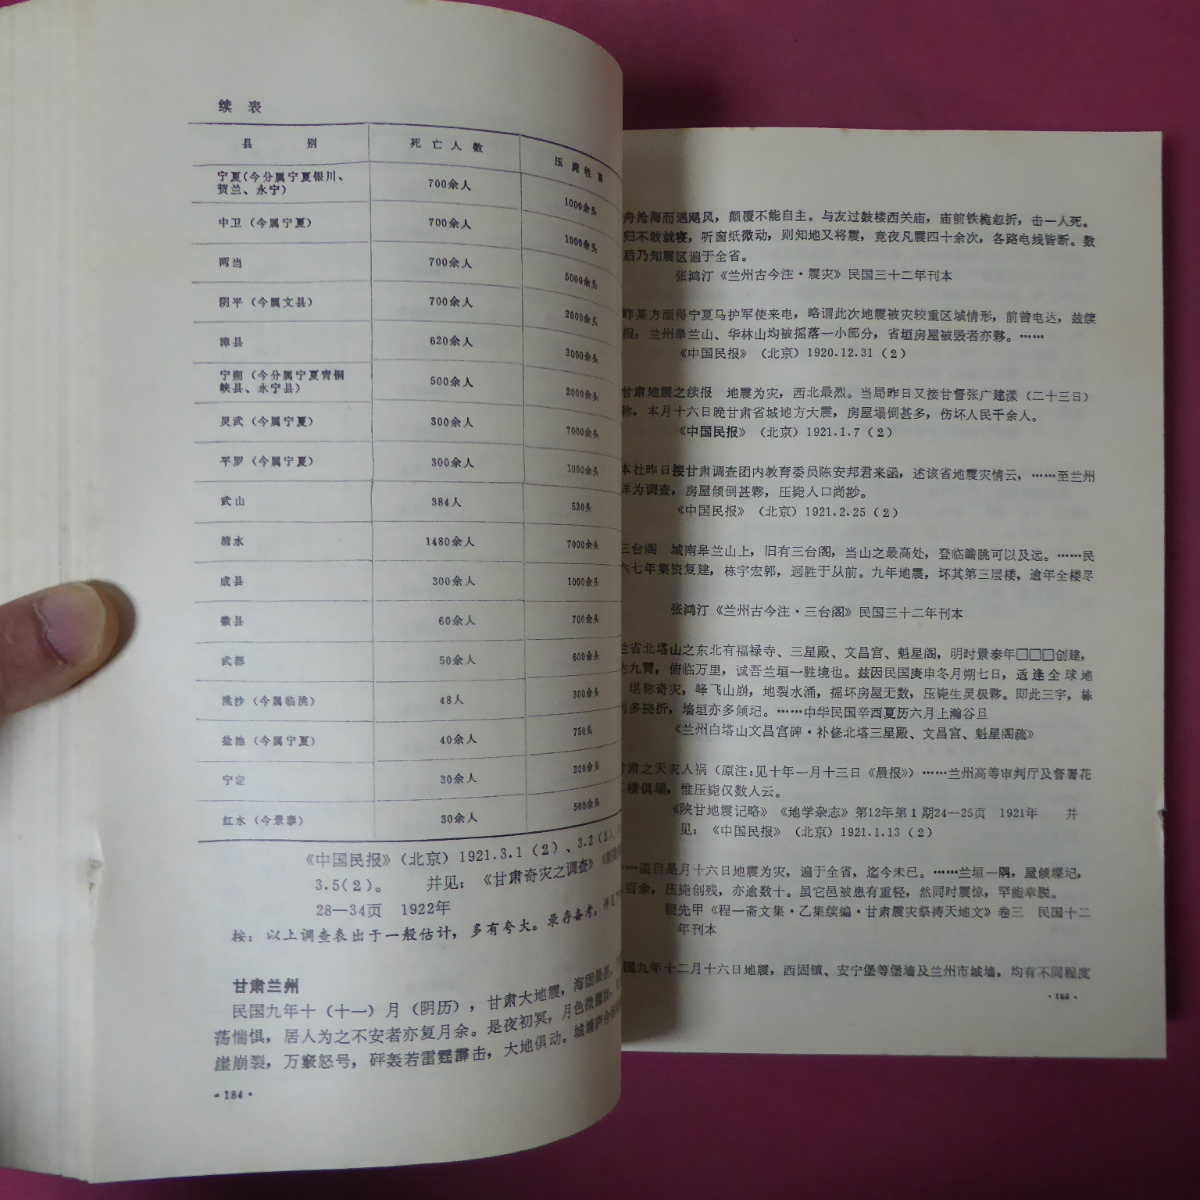 续 表
县 别 死亡人数 压
宁夏(今分属宁夏银川、
贺兰、永宁) 700余人 1000余头
中卫(今属宁夏) 700余人 1000余头
两当 700余人 5000余头
阴平(今属文县) 700余人 2000余头
漳县 620余人 3000余头
宁朔(今分属宁夏青铜
峡县、永宁县) 500余人 2000余头
灵武(今属宁夏) 300余人 7000余头
平罗(今属宁夏) 300余人 1000余头
武山 384人 520头
清水 1480余人 7000余头
成县 300余人 1000余头
徽县 60余人 700余头
武都 50余人 600余头
洮沙(今属临洮) 48人 300余头
盐池(今属宁夏) 40余人 750头
宁定 30余人 200余头
红水(今景泰) 30余人 500余头
《中国民报》(北京)1921.3.1(2)、3.2(2)、
3.5(2)。 并见:《甘肃奇灾之调查》
28—34页 1922年
按:以上调查表出于一般估计,多有夸大。录存备考。
甘肃兰州
民国九年十(十一)月(阴历),甘肃大地震,海固最甚,
荡惴惧,居人为之不安者亦复月余。是夜初冥,月色微朦胧,
崖崩裂,万窾怒号,砰轰若雷霆霹击,大地俱动。城墉庐舍
·184·
舟沧海而遇飓风,颠覆不能自主。与友过鼓楼西关庙,庙前铁桅忽折,击一人死。
归不敢就寝,听窗纸微动,则知地又将震,竟夜凡震四十余次,各路电线皆断。数
后乃知震区遍于全省。
张鸿汀《兰州古今注·震灾》民国三十二年刊本
昨某方面得宁夏马护军使来电,略谓此次地震被灾较重区域情形,前曾电达,兹续
报:兰州皋兰山、华林山均被摇落一小部分,省垣房屋被毁者亦夥。……
《中国民报》(北京)1920.12.31(2)
甘肃地震之续报 地震为灾,西北最烈。当局昨日又接甘督张广建漾(二十三日)
称,本月十六日晚甘肃省城地方大震,房屋塌倒甚多,伤坏人民千余人。
《中国民报》(北京)1921.1.7(2)
本社昨日接甘肃调查团内教育委员陈安邦君来函,述该省地震灾情云,……至兰州
详为调查,房屋倾倒甚夥,压毙人口尚尠。
《中国民报》(北京)1921.2.25(2)
三台阁 城南皋兰山上,旧有三台阁,当山之最高处,登临瞻眺可以及远。……民
六七年集资复建,栋宇宏郭,迥胜于从前。九年地震,坏其第三层楼,逾年全楼尽
张鸿汀《兰州古今注·三台阁》民国三十二年刊本
兰省北塔山之东北有福禄寺、三星殿、文昌宫、魁星阁,明时景泰年□□□创建,
九霄,俯临万里,诚吾兰垣一胜境也。兹因民国庚申冬月朔七日,适逢全球地
堪称奇灾,峰飞山崩,地裂水涌,摇坏房屋无数,压毙生灵极夥。即此三宇,栋
多挠折,墙垣亦多倾圮。……中华民国辛酉夏历六月上瀚谷旦
《兰州白塔山文昌宫碑·补修北塔三星殿、文昌宫、魁星阁疏》
甘肃之天灾人祸(原注:见十年一月十三日《晨报》)……兰州高等审判厅及督署花
楼俱塌,惟压毙仅数人云。
《陕甘地震记略》《地学杂志》第12年第1期24—25页 1921年 并
见:《中国民报》(北京)1921.1.13(2)
……盖自是月十六日地震为灾,遍于全省,迄今未已。……兰垣一隅,屋倾堞圮,
百余,压毙创残,亦逾数十。虽它邑被患有重轻,然同时震惊,罕能幸脱。
程先甲《程一斋文集·乙集续编·甘肃震灾祭祷天地文》卷三 民国十二
年刊本
国九年十二月十六日地震,西固镇、安宁堡等堡墙及兰州市城墙,均有不同程度